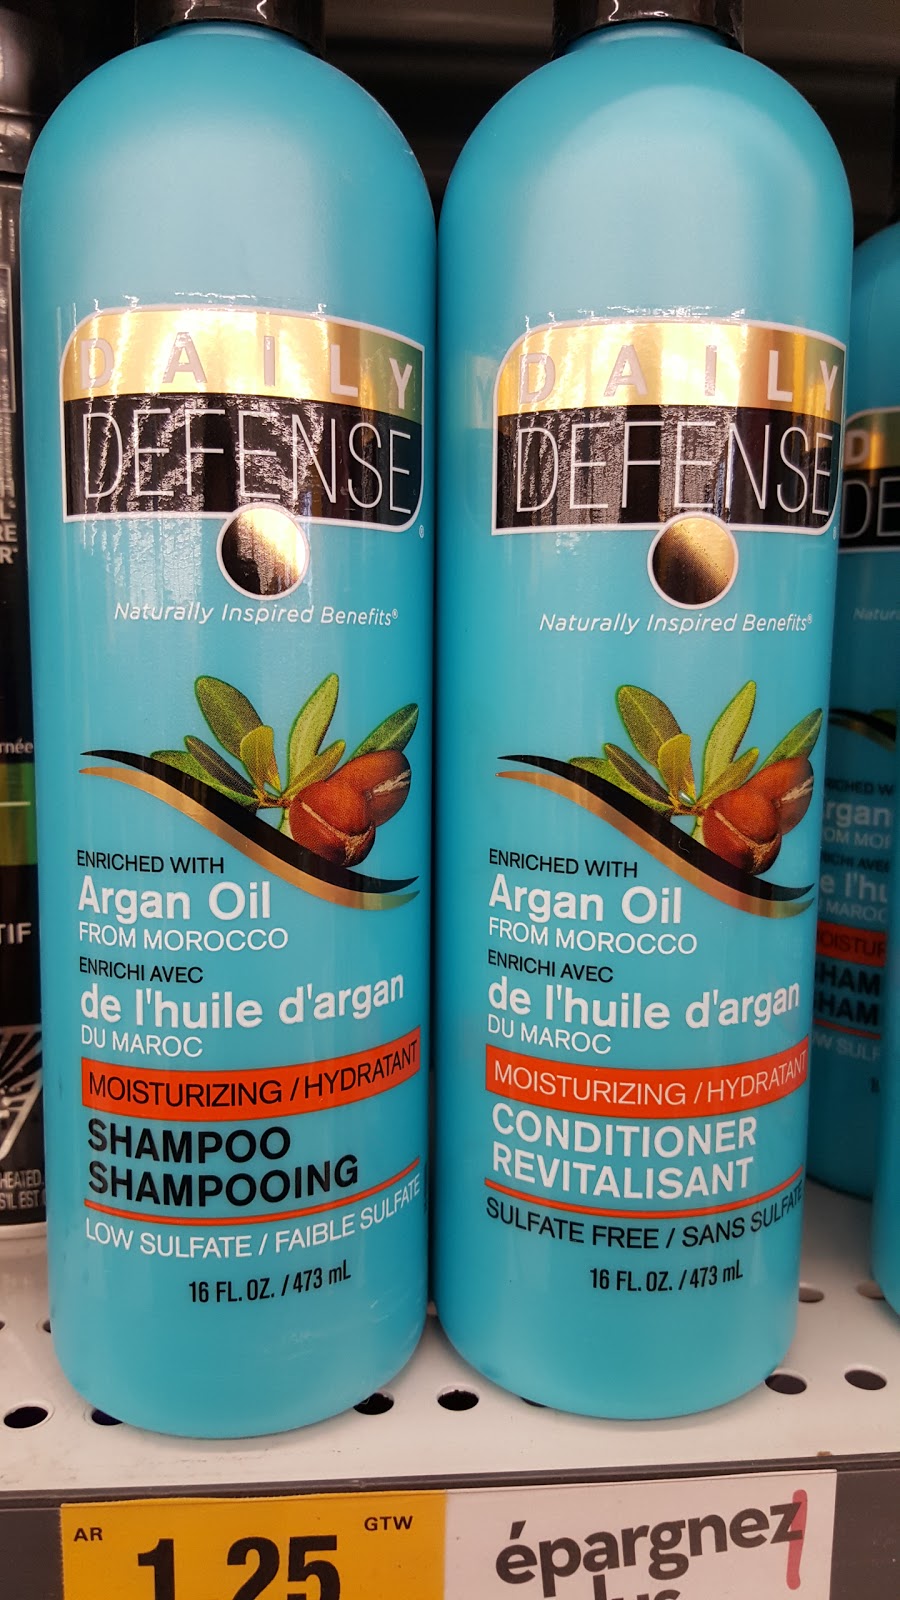 DAILY
DEFENSE®
Naturally Inspired Benefits®
ENRICHED WITH
Argan Oil
FROM MOROCCO
ENRICHI AVEC
de l'huile d'argan
DU MAROC
MOISTURIZING / HYDRATANT
SHAMPOO
SHAMPOOING
LOW SULFATE / FAIBLE SULFATE
16 FL. OZ. / 473 mL
DAILY
DEFENSE
Naturally Inspired Benefits®
ENRICHED WITH
Argan Oil
FROM MOROCCO
ENRICHI AVEC
de l'huile d'argan
DU MAROC
MOISTURIZING / HYDRATANT
CONDITIONER
REVITALISANT
SULFATE FREE / SANS SULFATE
16 FL. OZ. / 473 mL
AR
GTW
1.25
épargnez